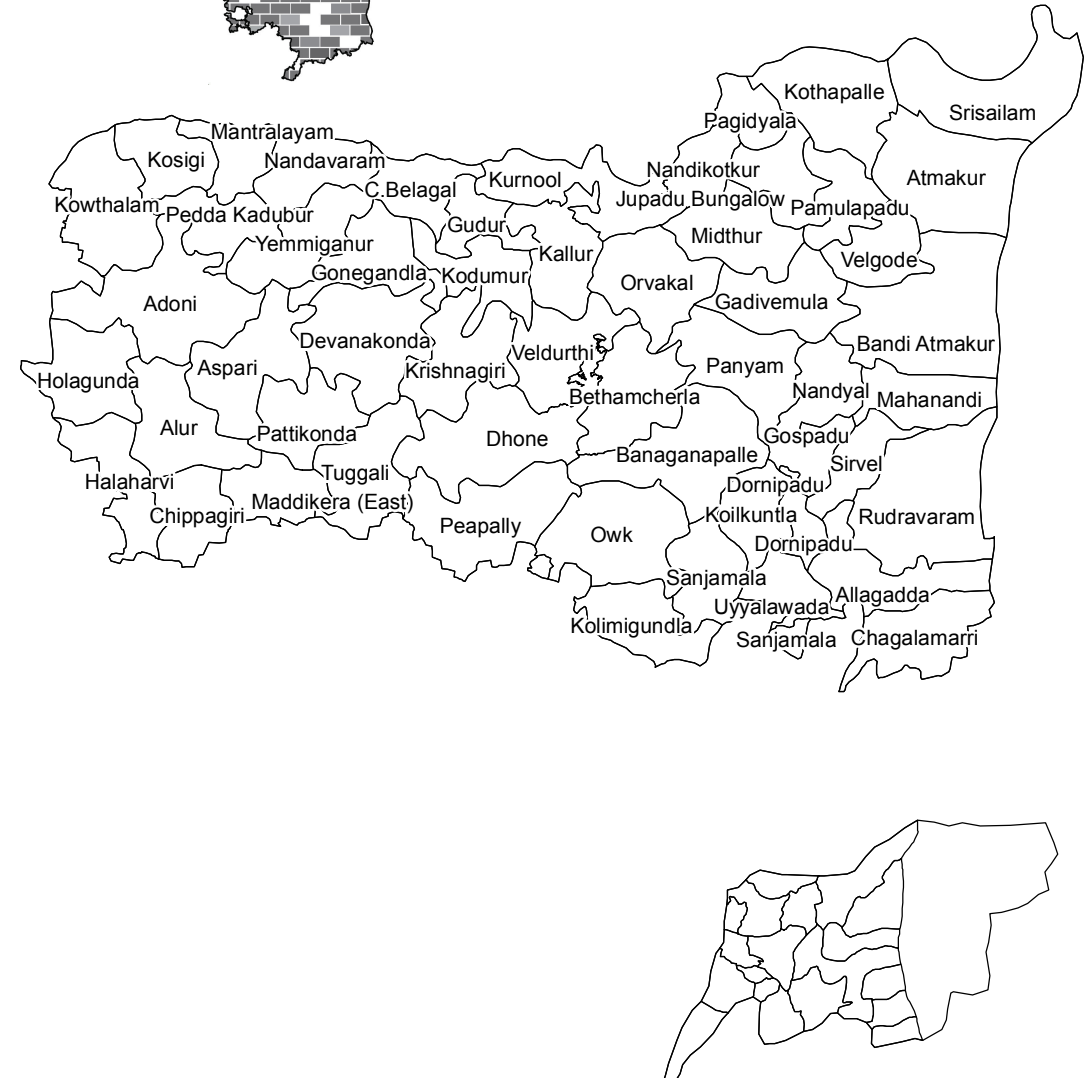 Kothapalle
Srisailam
Pagidyala
Mantralayam
Kosigi
Nandavaram
Nandikotkur
Atmakur
Kurnool
C.Belagal
Jupadu Bungalow
Kowthalam
Pamulapadu
Pedda Kadubur
Gudur
Midthur
Yemmiganur
Kallur
Velgode
Gonegandla
Kodumur
Orvakal
Adoni
Gadivemula
Devanakonda
Bandi Atmakur
Veldurthi
Aspari
Panyam
Krishnagiri
Holagunda
Nandyal
Bethamcherla
Mahanandi
Alur
Pattikonda
Dhone
Gospadu
Banaganapalle
Sirvel
Tuggali
Halaharvi
Dornipadu
Maddikera (East)
Chippagiri
Koilkuntla
Rudravaram
Peapally
Owk
Dornipadu
Sanjamala
Allagadda
Uyyalawada
Kolimigundla
Sanjamala
Chagalamarri